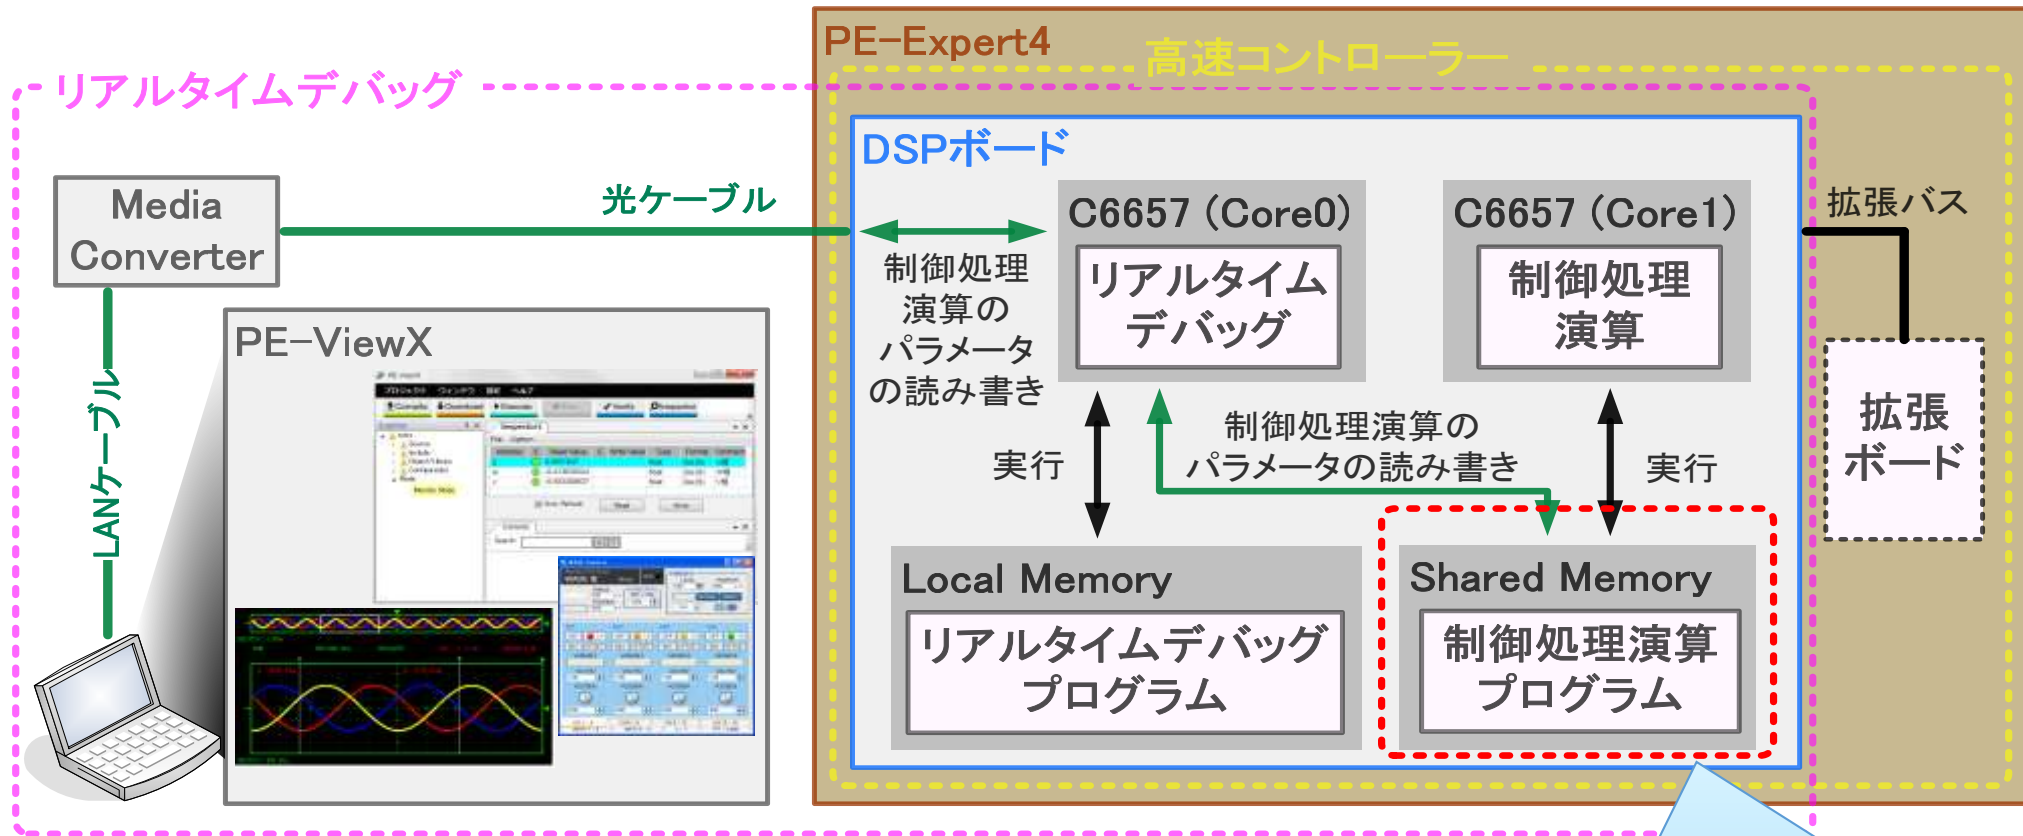 PE-Expert4
高速コントローラー
リアルタイムデバッグ
DSPボード
Media
Converter
光ケーブル
C6657 (Core0)
リアルタイム
デバッグ
C6657 (Core1)
制御処理
演算
拡張バス
制御処理
演算の
パラメータ
の読み書き
PE-ViewX
LANケーブル
実行
制御処理演算の
パラメータの読み書き
実行
拡張
ボード
Local Memory
リアルタイムデバッグ
プログラム
Shared Memory
制御処理演算
プログラム